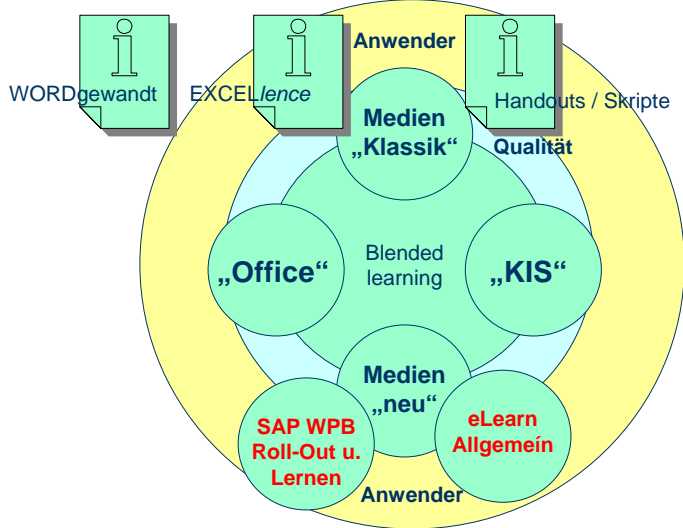 Anwender
WORDgewandt
EXCELlence
Handouts / Skripte
Medien
„Klassik“
Qualität
„Office“
Blended
learning
„KIS“
Medien
„neu“
SAP WPB
Roll-Out u.
Lernen
eLearn
Allgemeín
Anwender